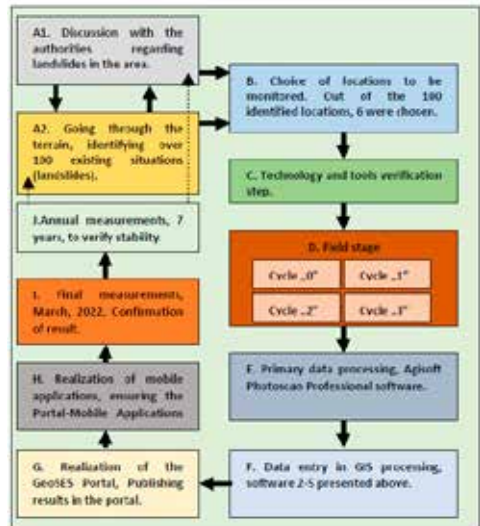 A1. Discussion with the
authorities regarding
landslides in the area.
A2. Going through the
terrain, identifying over
100 existing situations
(landslides).
B. Choice of locations to be
monitored. Out of the 100
identified locations, 6 were chosen.
C. Technology and tools verification
step.
D. Field stage
Cycle „0"
Cycle „1"
Cycle „2"
Cycle „3"
E. Primary data processing, Agisoft
Photoscan Professional software.
F. Data entry in GIS processing,
software 2-5 presented above.
G. Realization of the
GeoSES Portal, Publishing
results in the portal.
H. Realization of mobile
applications, ensuring the
Portal-Mobile Applications
I. Final measurements,
March, 2022. Confirmation
of result.
J.Annual measurements, 7
years, to verify stability.